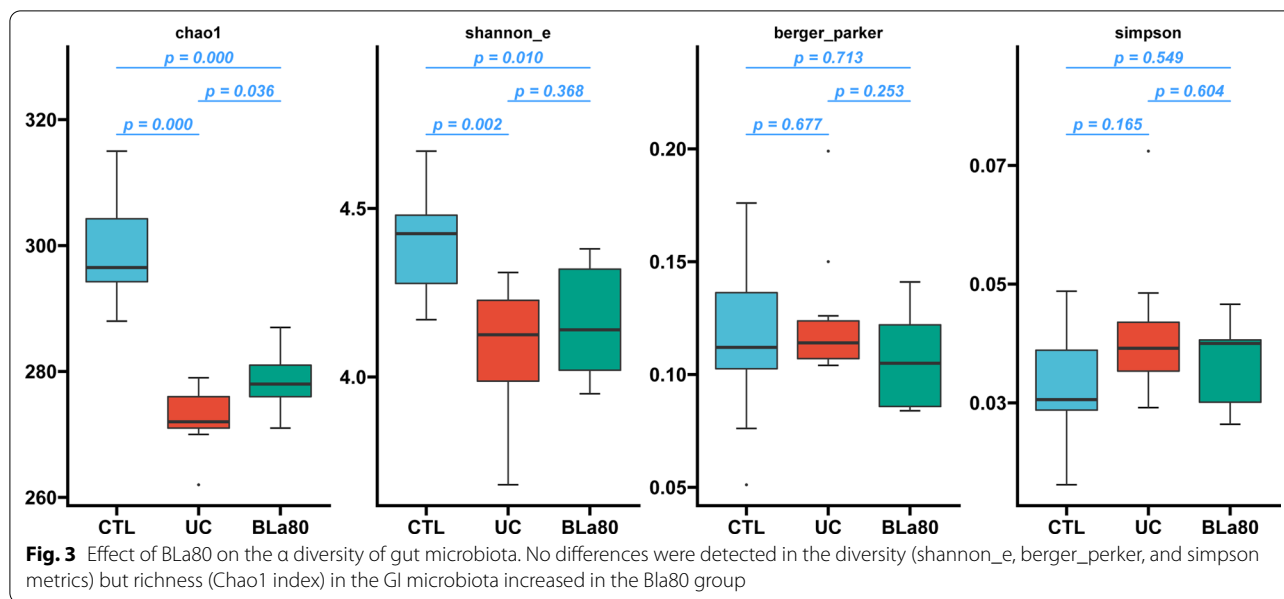 chao1
shannon_e
berger_parker
simpson
p = 0.000
p = 0.036
p = 0.000
p = 0.010
p = 0.368
p = 0.002
p = 0.713
p = 0.253
p = 0.677
p = 0.549
p = 0.604
p = 0.165
320
300
280
260
4.5
4.0
0.20
0.15
0.10
0.05
0.07
0.05
0.03
CTL UC BLa80
CTL UC BLa80
CTL UC BLa80
CTL UC BLa80
Fig. 3 Effect of BLa80 on the α diversity of gut microbiota. No differences were detected in the diversity (shannon_e, berger_perker, and simpson
metrics) but richness (Chao1 index) in the GI microbiota increased in the Bla80 group